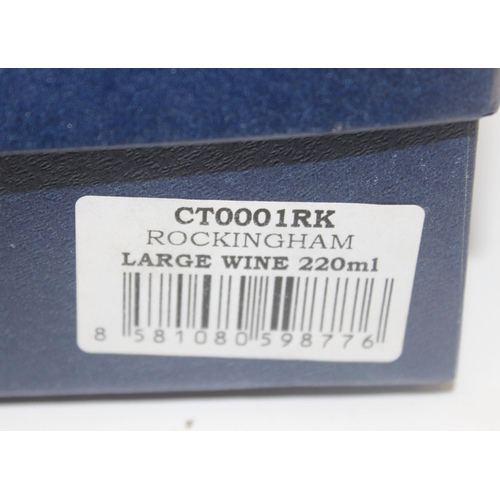 CT0001RK
ROCKINGHAM
LARGE WINE 220ml
8 581080 598776